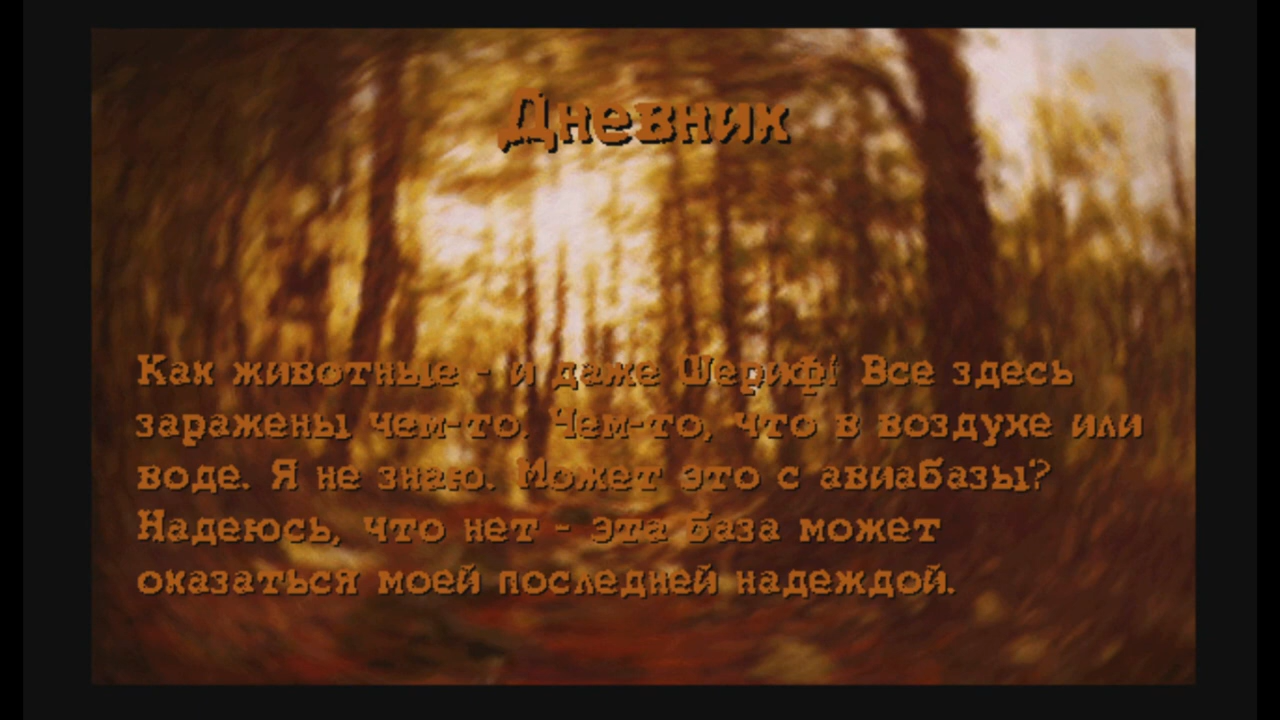 Дневник
Как животные - и даже Шериф! Все здесь
заражены чем-то. Чем-то, что в воздухе или
воде. Я не знаю. Может это с авиабазы?
Надеюсь, что нет - эта база может
оказаться моей последней надеждой.